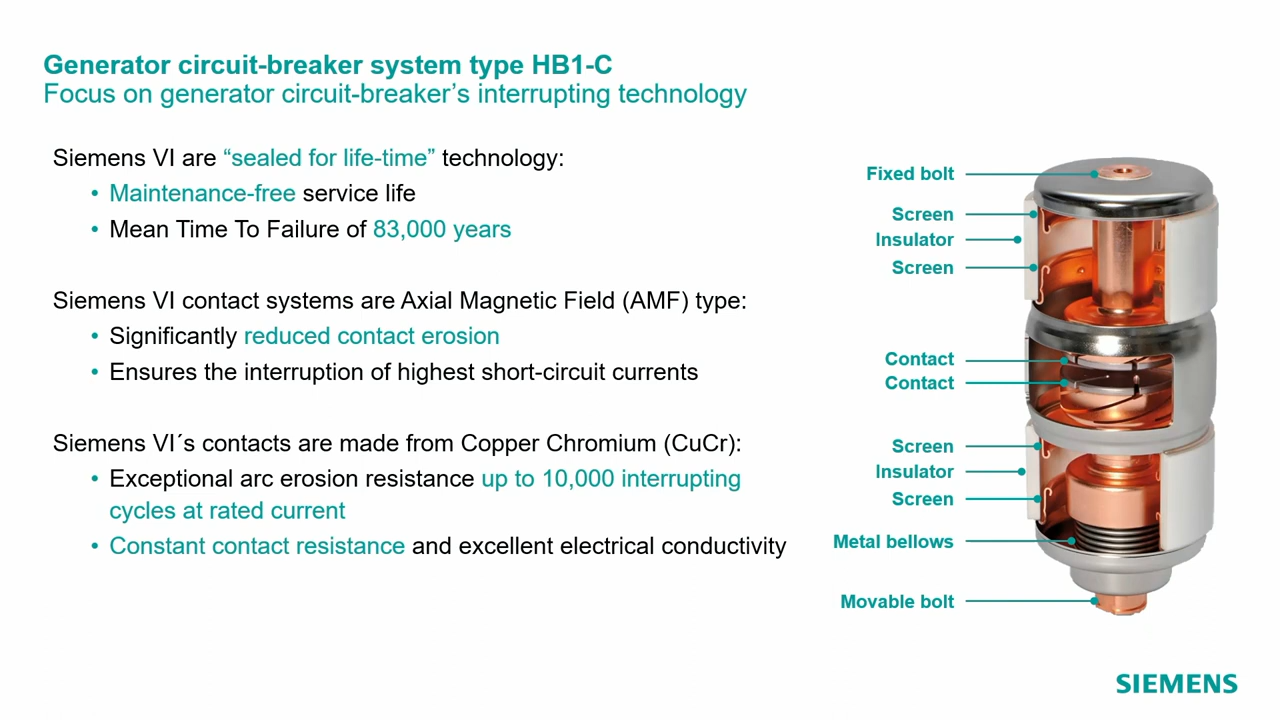 Generator circuit-breaker system type HB1-C
Focus on generator circuit-breaker’s interrupting technology
Siemens VI are “sealed for life-time” technology:
• Maintenance-free service life
• Mean Time To Failure of 83,000 years
Siemens VI contact systems are Axial Magnetic Field (AMF) type:
• Significantly reduced contact erosion
• Ensures the interruption of highest short-circuit currents
Siemens VI´s contacts are made from Copper Chromium (CuCr):
• Exceptional arc erosion resistance up to 10,000 interrupting
cycles at rated current
• Constant contact resistance and excellent electrical conductivity
Fixed bolt
Screen
Insulator
Screen
Contact
Contact
Screen
Insulator
Screen
Metal bellows
Movable bolt
SIEMENS